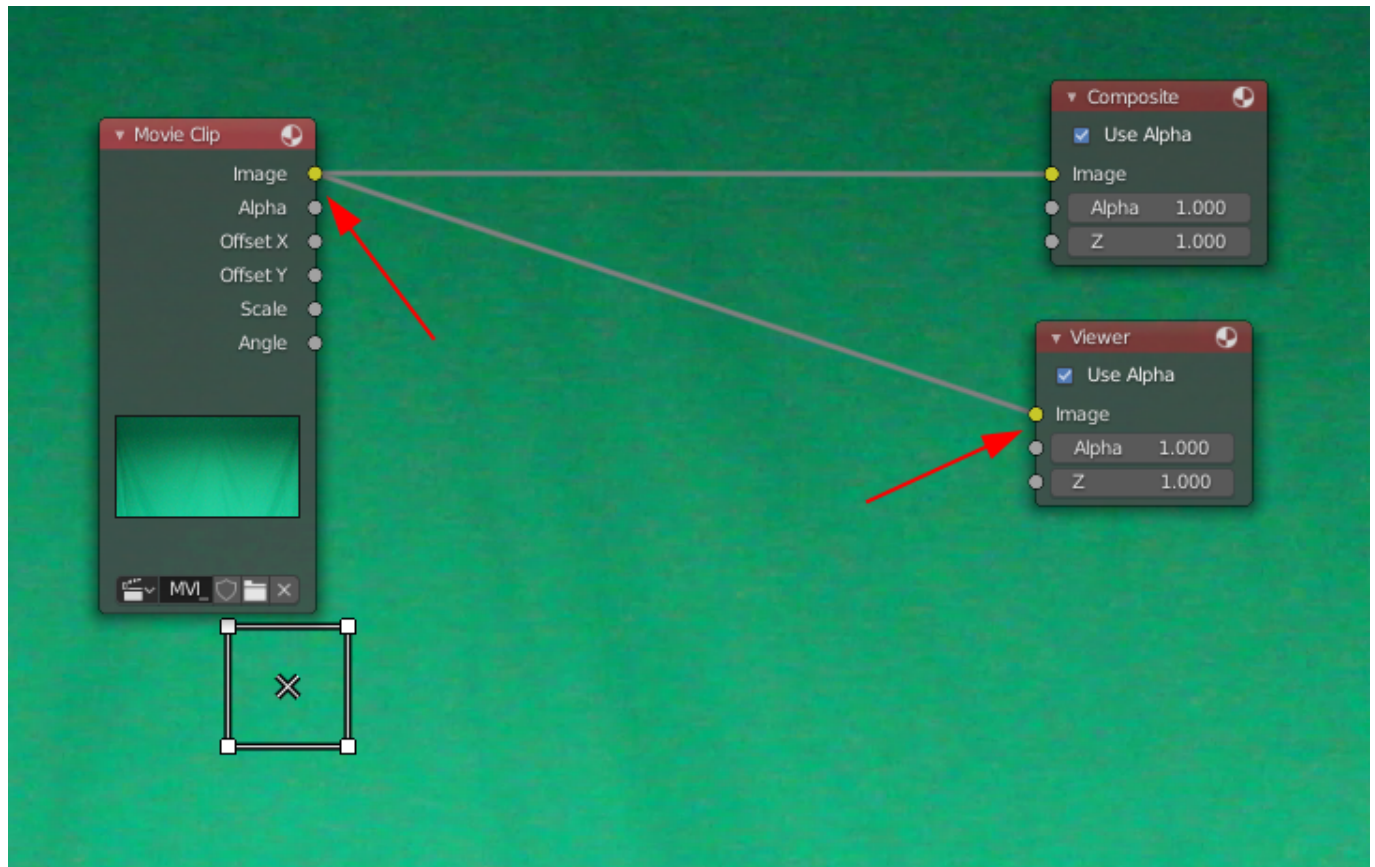 Movie Clip
Image
Alpha
Offset X
Offset Y
Scale
Angle
MVI_
Composite
Use Alpha
Image
Alpha 1.000
Z 1.000
Viewer
Use Alpha
Image
Alpha 1.000
Z 1.000